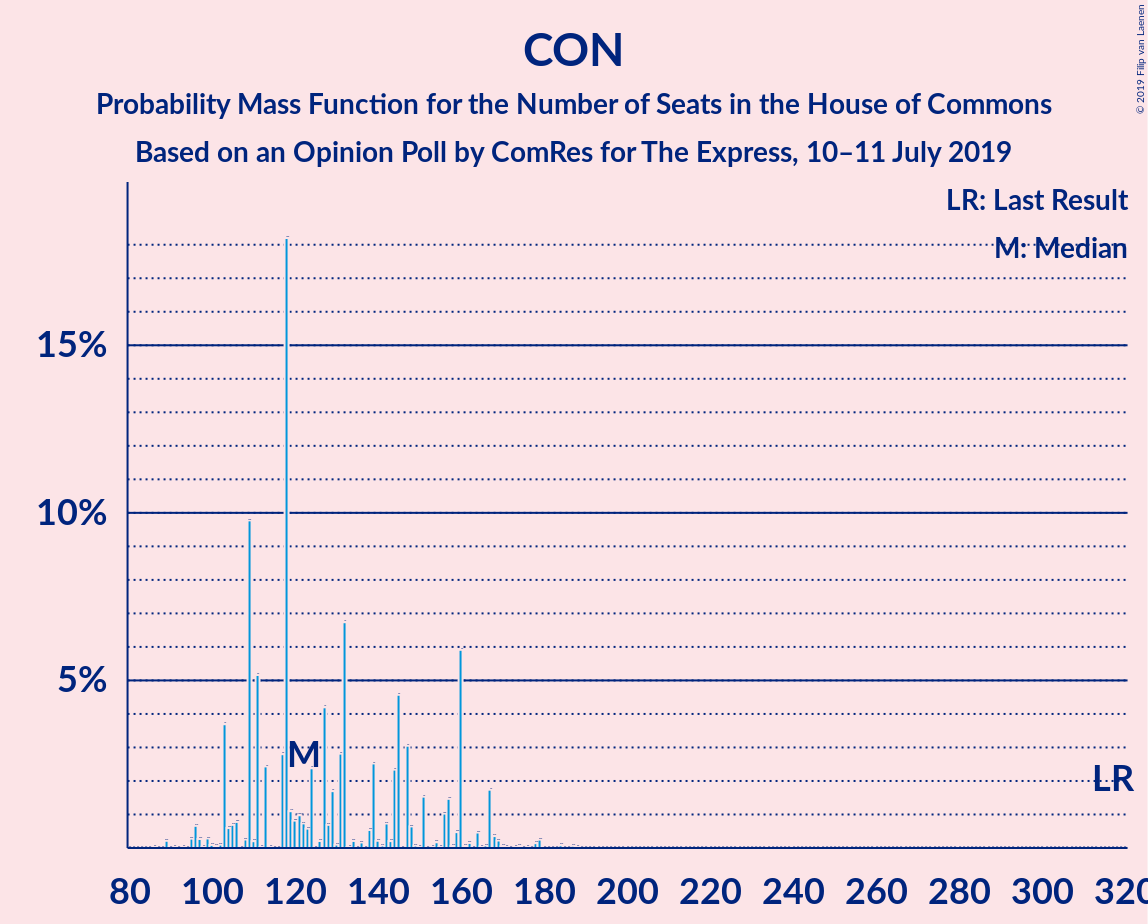 CON
Probability Mass Function for the Number of Seats in the House of Commons
Based on an Opinion Poll by ComRes for The Express, 10–11 July 2019
© 2019 Filip van Laenen
LR: Last Result
M: Median
15%
10%
5%
M
LR
80 100 120 140 160 180 200 220 240 260 280 300 320